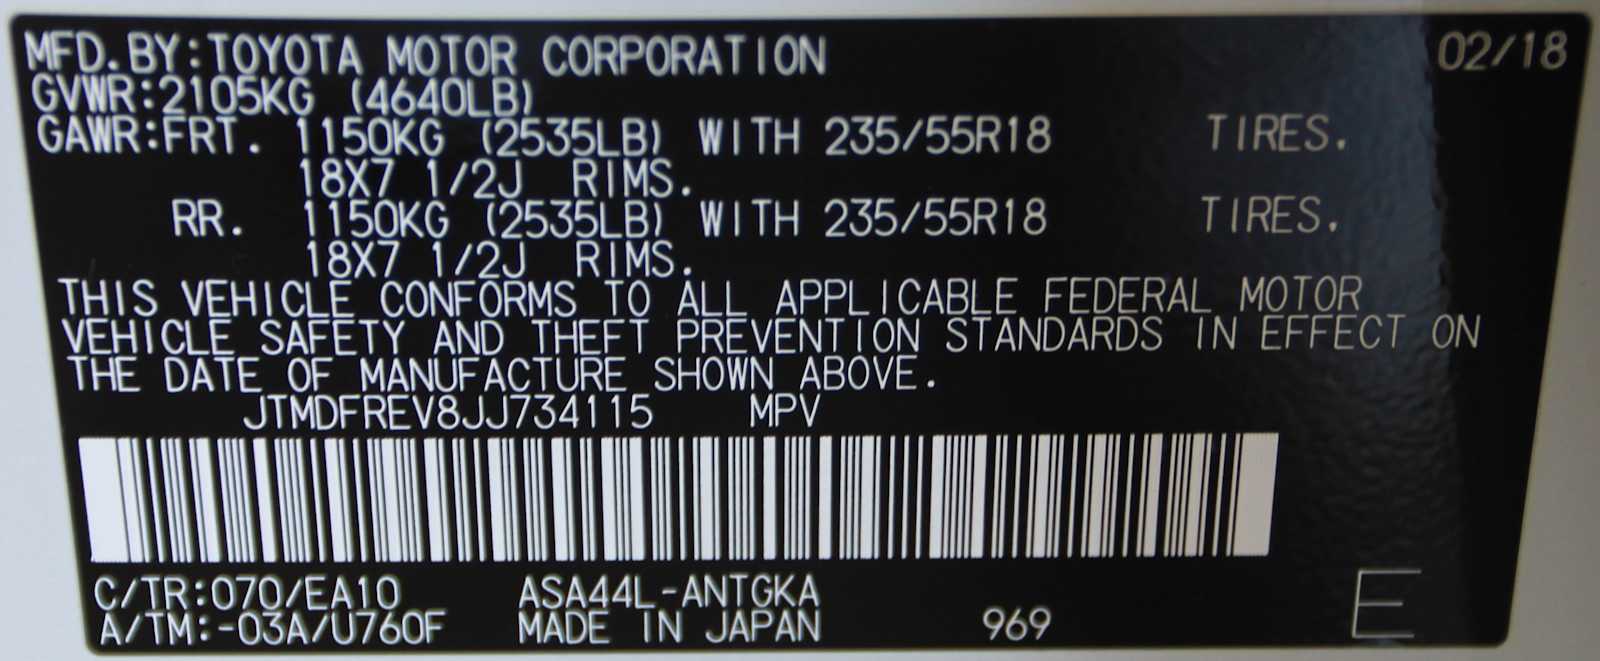 MFD.BY:TOYOTA MOTOR CORPORATION 02/18
GVWR:2105KG (4640LB)
GAWR:FRT. 1150KG (2535LB) WITH 235/55R18 TIRES.
18X7 1/2J RIMS.
RR. 1150KG (2535LB) WITH 235/55R18 TIRES.
18X7 1/2J RIMS.
THIS VEHICLE CONFORMS TO ALL APPLICABLE FEDERAL MOTOR
VEHICLE SAFETY AND THEFT PREVENTION STANDARDS IN EFFECT ON
THE DATE OF MANUFACTURE SHOWN ABOVE.
JTMDFREV8JJ734115 MPV
C/TR:070/EA10 ASA44L-ANTGKA
A/TM:-03A/U760F MADE IN JAPAN 969 E